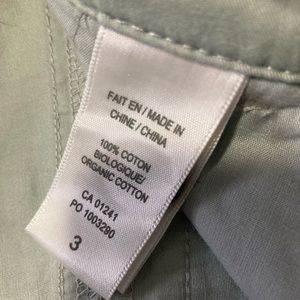 FAIT EN / MADE IN
CHINE / CHINA
100% COTON
BIOLOGIQUE/
ORGANIC COTTON
CA 01241
PO 1003290
3